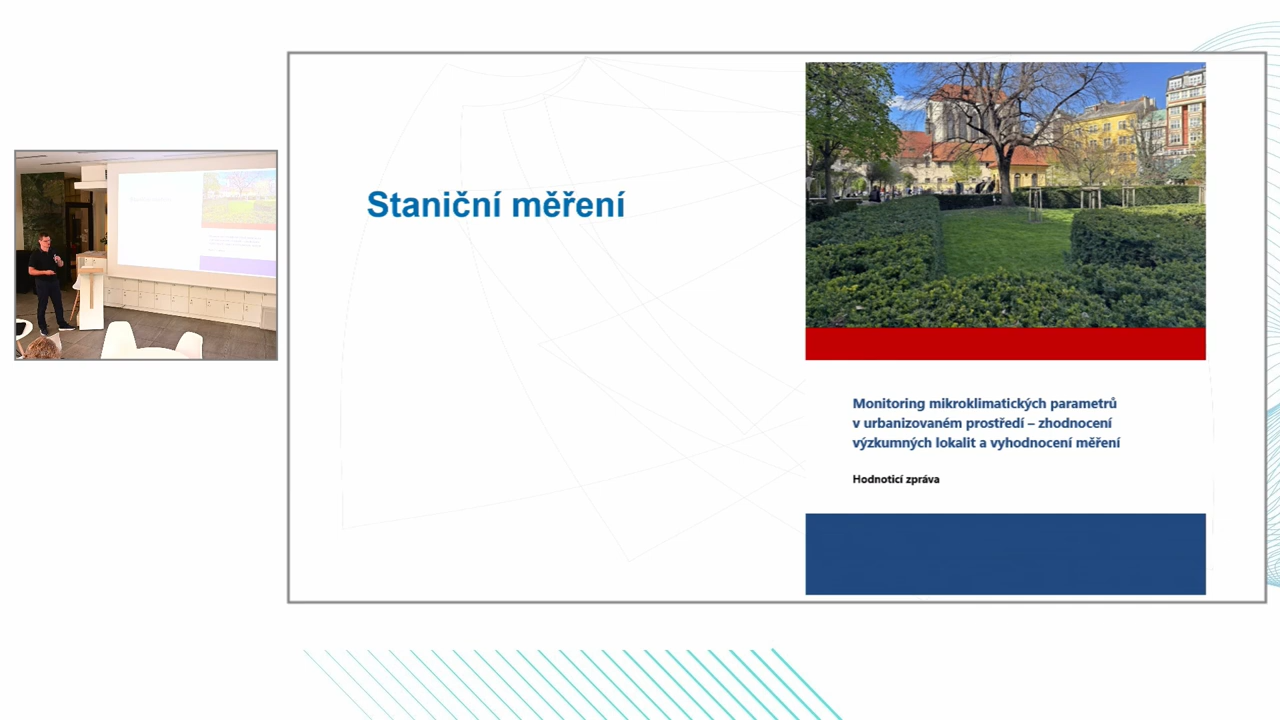 Staniční měření
Monitoring mikroklimatických parametrů
v urbanizovaném prostředí – zhodnocení
výzkumných lokalit a vyhodnocení měření
Hodnoticí zpráva